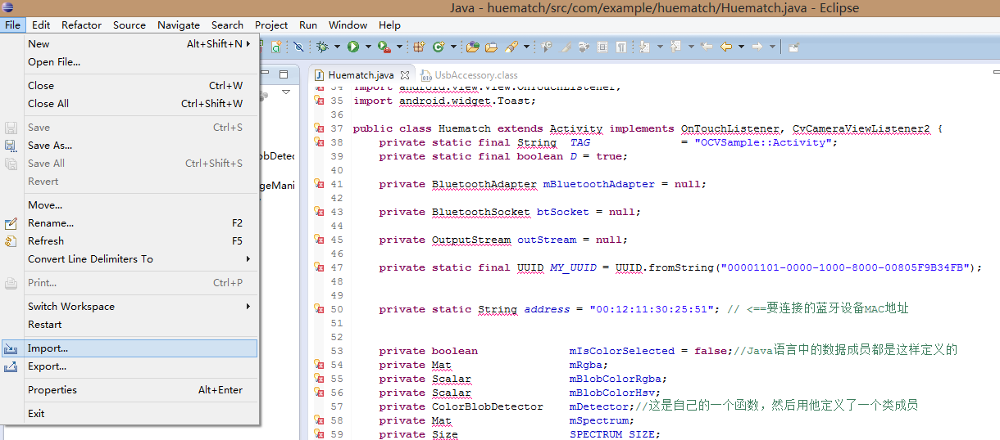 Java - huematch/src/com/example/huematch/Huematch.java - Eclipse
File Edit Refactor Source Navigate Search Project Run Window Help
New Alt+Shift+N
Open File...
Close Ctrl+W
Close All Ctrl+Shift+W
Save Ctrl+S
Save As...
Save All Ctrl+Shift+S
Revert
Move...
Rename... F2
Refresh F5
Convert Line Delimiters To
Print... Ctrl+P
Switch Workspace
Restart
Import...
Export...
Properties Alt+Enter
Exit
lobDetec
geMani
Huematch.java UsbAccessory.class
34 import android.view.View.OnTouchListener;
35 import android.widget.Toast;
36
37 public class Huematch extends Activity implements OnTouchListener, CvCameraViewListener2 {
38 private static final String TAG = "OCVSample::Activity";
39 private static final boolean D = true;
40
41 private BluetoothAdapter mBluetoothAdapter = null;
42
43 private BluetoothSocket btSocket = null;
44
45 private OutputStream outStream = null;
46
47 private static final UUID MY_UUID = UUID.fromString("00001101-0000-1000-8000-00805F9B34FB");
48
49
50 private static String address = "00:12:11:30:25:51"; // <==要连接的蓝牙设备MAC地址
51
52
53 private boolean mIsColorSelected = false;//Java语言中的数据成员都是这样定义的
54 private Mat mRgba;
55 private Scalar mBlobColorRgba;
56 private Scalar mBlobColorHsv;
57 private ColorBlobDetector mDetector;//这是自己的一个函数，然后用他定义了一个类成员
58 private Mat mSpectrum;
59 private Size SPECTRUM_SIZE;